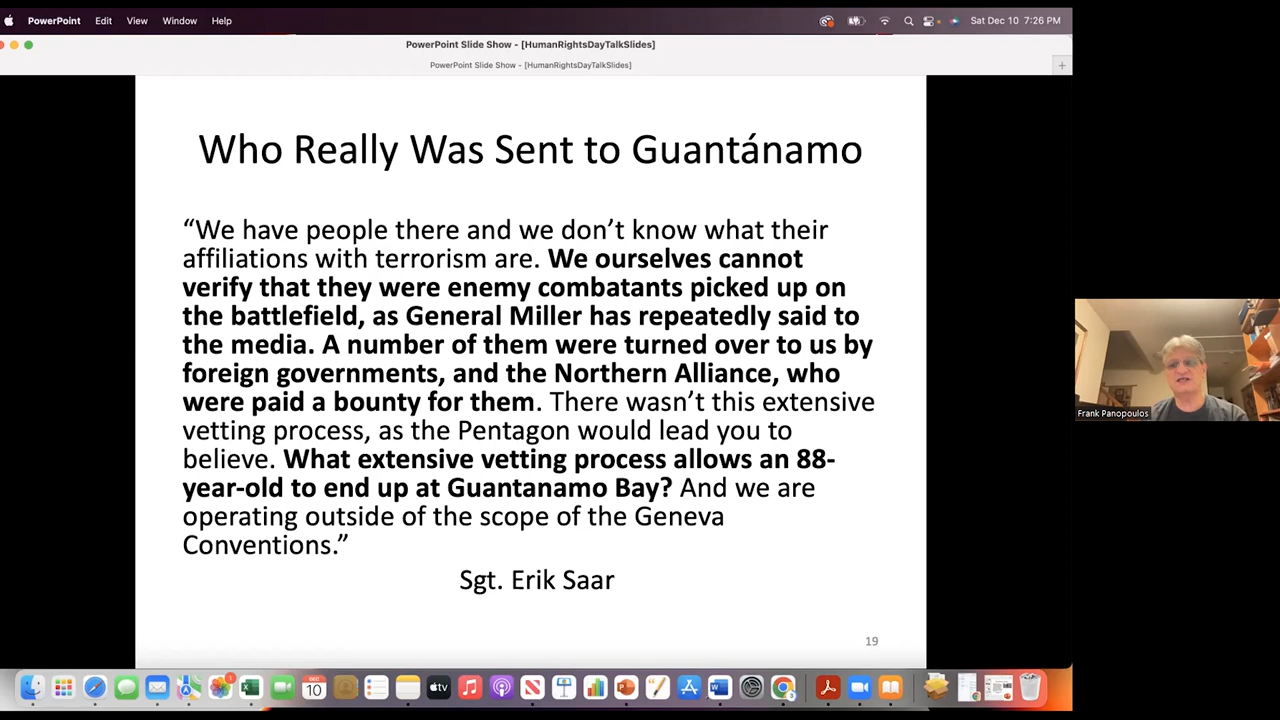 PowerPoint Edit View Window Help Sat Dec 10 7:26 PM
PowerPoint Slide Show - [HumanRightsDayTalkSlides]
PowerPoint Slide Show - [HumanRightsDayTalkSlides]
Who Really Was Sent to Guantánamo
“We have people there and we don’t know what their
affiliations with terrorism are. We ourselves cannot
verify that they were enemy combatants picked up on
the battlefield, as General Miller has repeatedly said to
the media. A number of them were turned over to us by
foreign governments, and the Northern Alliance, who
were paid a bounty for them. There wasn’t this extensive
vetting process, as the Pentagon would lead you to
believe. What extensive vetting process allows an 88-
year-old to end up at Guantanamo Bay? And we are
operating outside of the scope of the Geneva
Conventions.”
Sgt. Erik Saar
19
Frank Panopoulos
DEC
10
tv